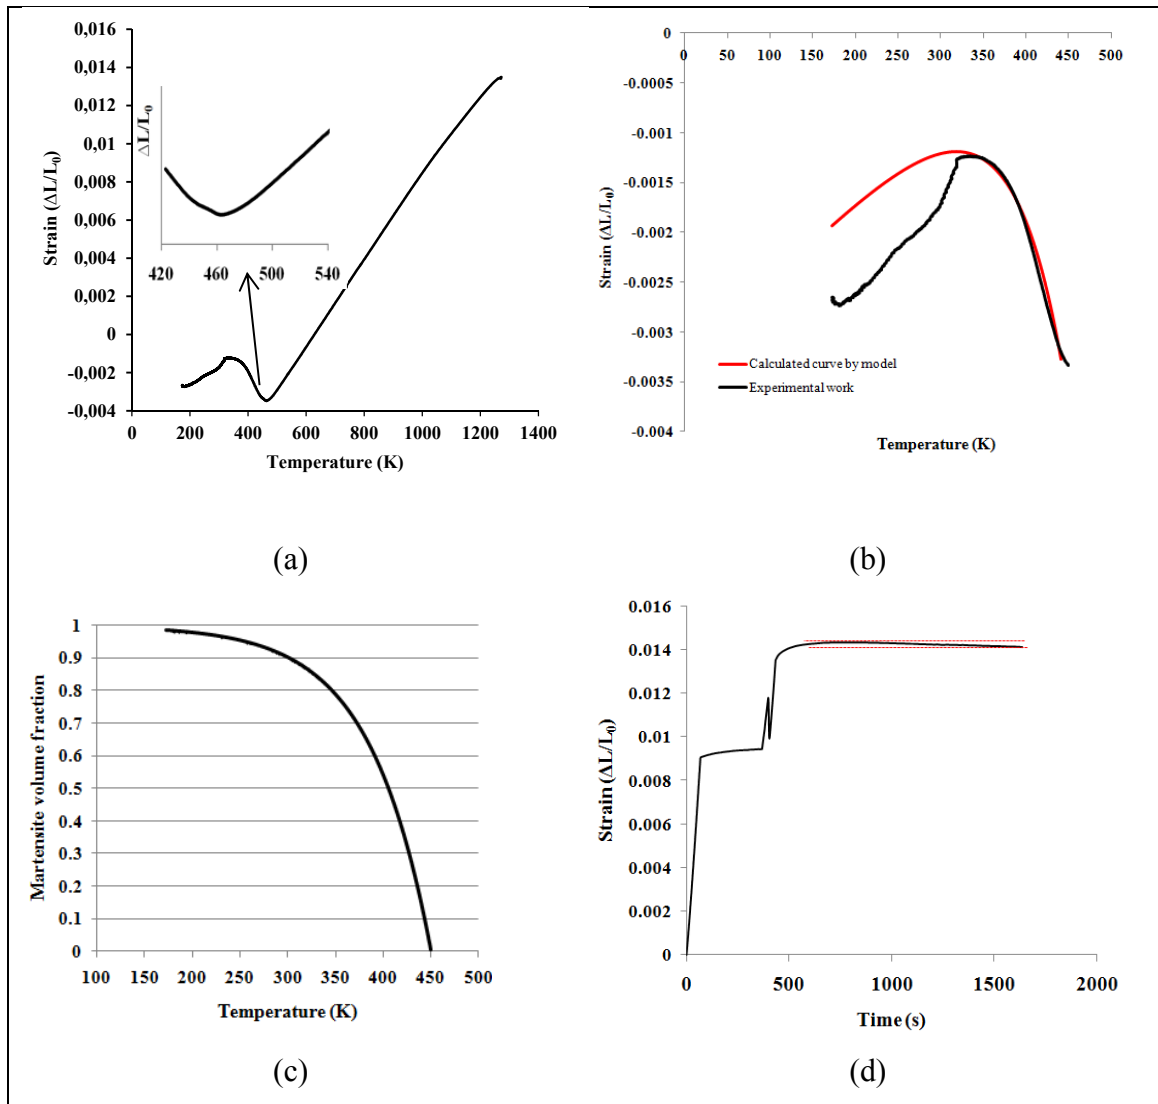 0,016
0,014
0,012
0,01
0,008
0,006
0,004
0,002
0
-0,002
-0,004
0 200 400 600 800 1000 1200 1400
Strain (ΔL/L0)
Temperature (K)
ΔL/L0
420 460 500 540
(a)
0
-0.0005
-0.001
-0.0015
-0.002
-0.0025
-0.003
-0.0035
-0.004
0 50 100 150 200 250 300 350 400 450 500
Strain (ΔL/L0)
Calculated curve by model
Experimental work
Temperature (K)
(b)
1
0.9
0.8
0.7
0.6
0.5
0.4
0.3
0.2
0.1
0
100 150 200 250 300 350 400 450 500
Martensite volume fraction
Temperature (K)
(c)
0.016
0.014
0.012
0.01
0.008
0.006
0.004
0.002
0
0 500 1000 1500 2000
Strain (ΔL/L0)
Time (s)
(d)